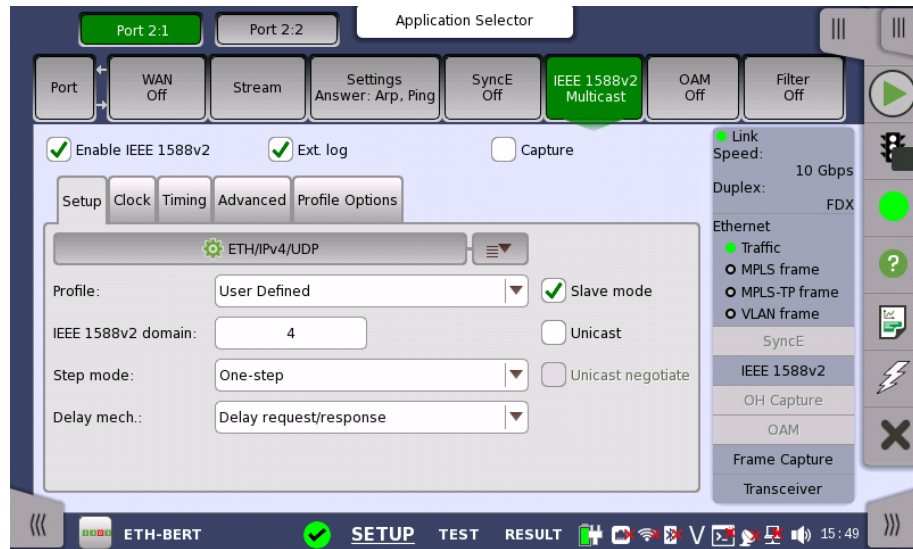 Application Selector
Port 2:1
Port 2:2
Port
WAN
Off
Stream
Settings
Answer: Arp, Ping
SyncE
Off
IEEE 1588v2
Multicast
OAM
Off
Filter
Off
Enable IEEE 1588v2
Ext. log
Capture
Setup
Clock
Timing
Advanced
Profile Options
ETH/IPv4/UDP
Profile:
User Defined
Slave mode
IEEE 1588v2 domain:
4
Unicast
Step mode:
One-step
Unicast negotiate
Delay mech.:
Delay request/response
Link
Speed:
10 Gbps
Duplex:
FDX
Ethernet
Traffic
MPLS frame
MPLS-TP frame
VLAN frame
SyncE
IEEE 1588v2
OH Capture
OAM
Frame Capture
Transceiver
ETH-BERT
SETUP
TEST
RESULT
V
15:49